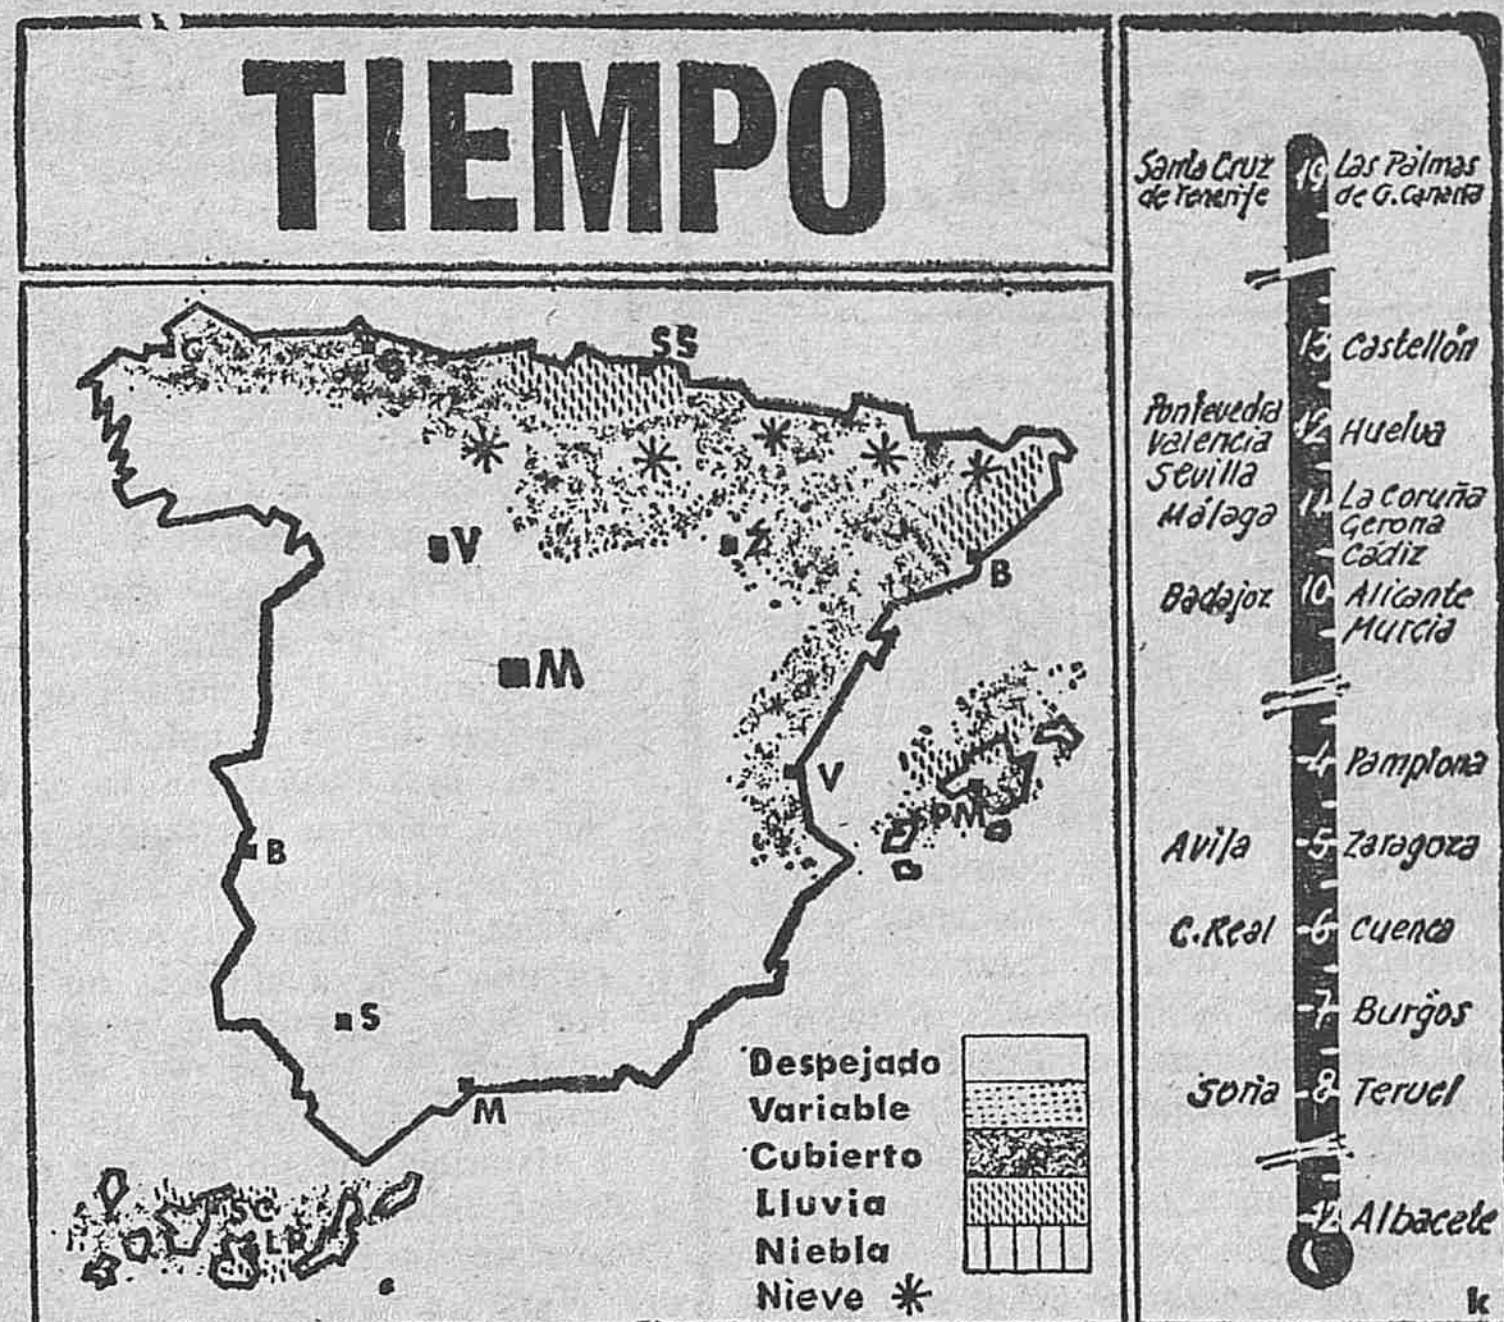 TIEMPO
SS
V
Z
B
M
V
PM
B
S
M
SC
LP
Despejado
Variable
Cubierto
Lluvia
Niebla
Nieve
Santa Cruz
de Tenerife
19
Las Palmas
de G. Canaria
13
Castellón
Pontevedra
Valencia
Sevilla
12
Huelva
Málaga
11
La Coruña
Gerona
Cádiz
Badajoz
10
Alicante
Murcia
-4
Pamplona
Avila
-5
Zaragoza
C. Real
-6
Cuenca
-7
Burgos
Soria
-8
Teruel
-12
Albacete
k